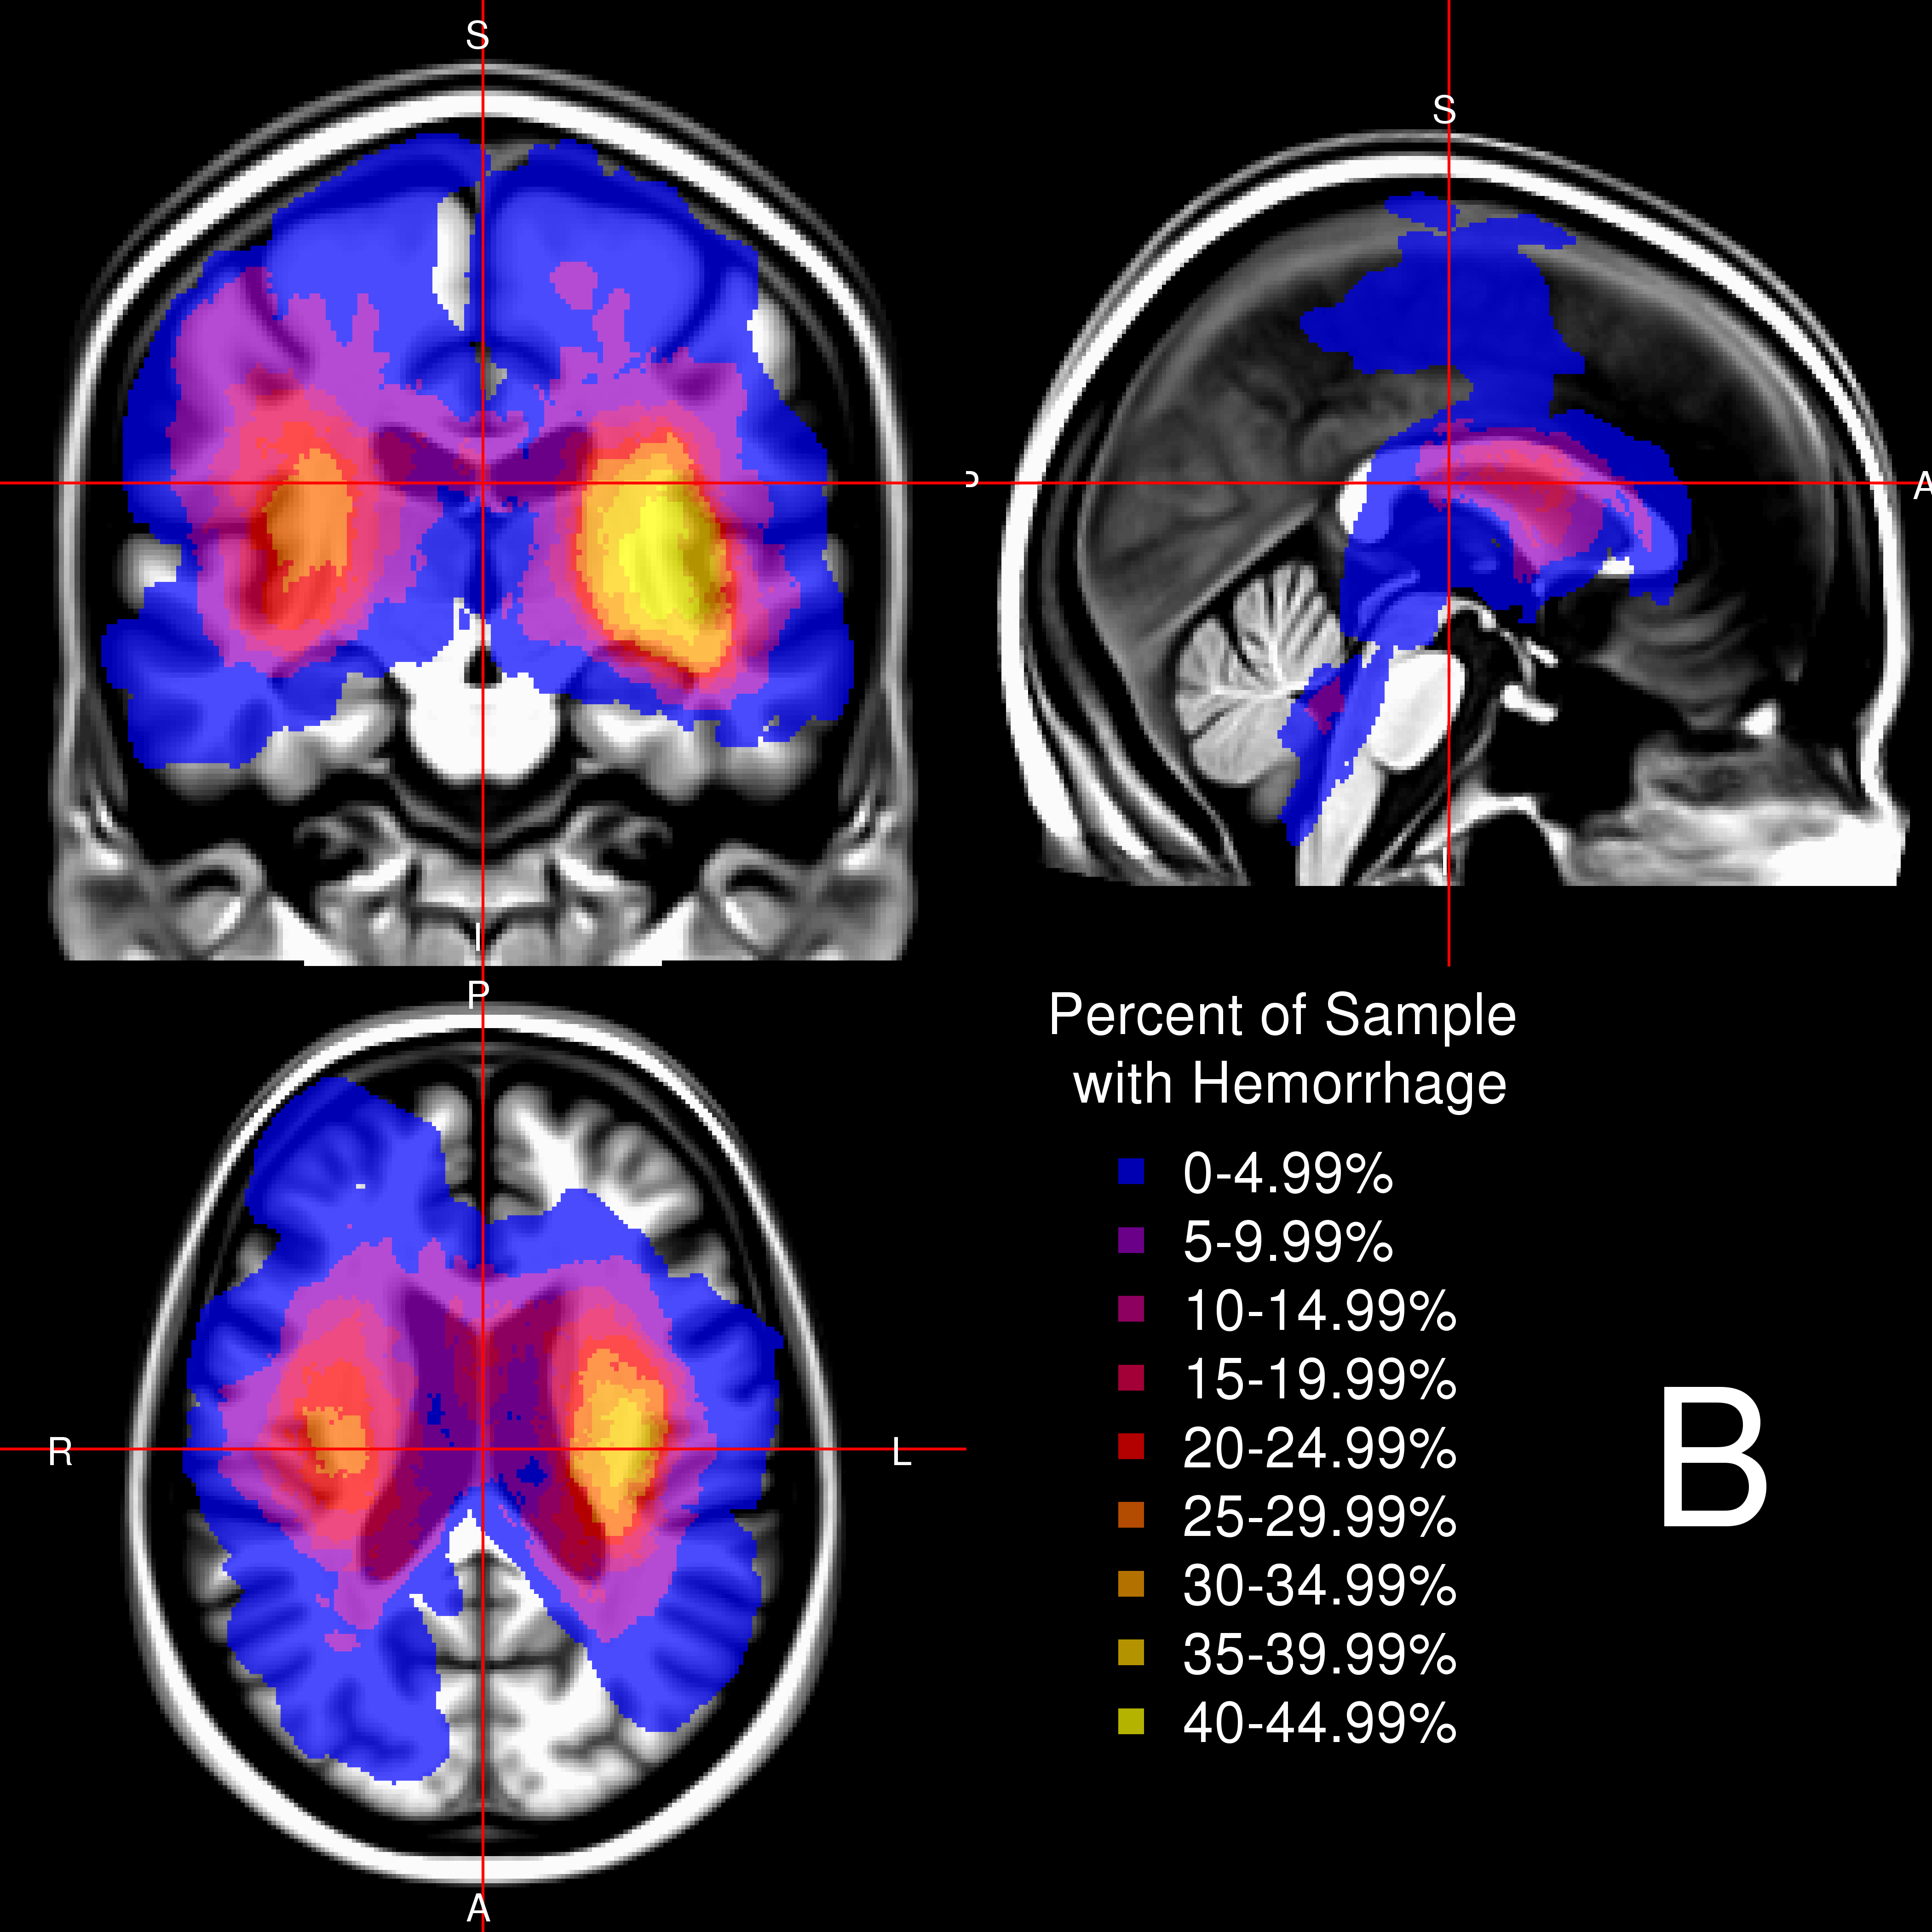 S
S
P
A
I
I
P
R
L
A
Percent of Sample
with Hemorrhage
0-4.99%
5-9.99%
10-14.99%
15-19.99%
20-24.99%
25-29.99%
30-34.99%
35-39.99%
40-44.99%
B